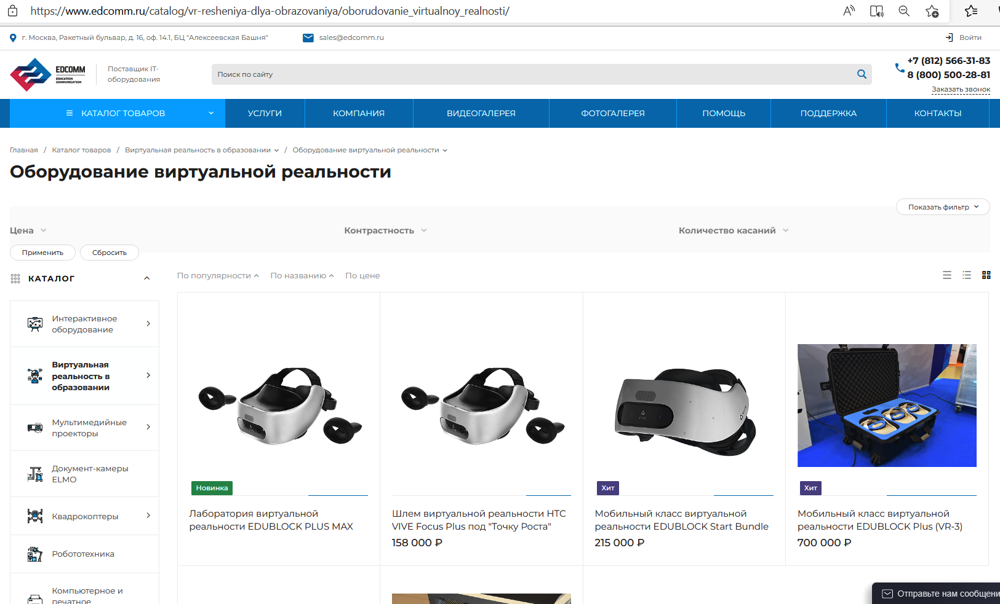 https://www.edcomm.ru/catalog/vr-resheniya-dlya-obrazovaniya/oborudovanie_virtualnoy_realnosti/
г. Москва, Ракетный бульвар, д. 16, оф. 14.1, БЦ "Алексеевская Башня"
sales@edcomm.ru
Войти
EDCOMM
EDUCATION
COMMUNICATION
Поставщик IT-
оборудования
Поиск по сайту
+7 (812) 566-31-83
8 (800) 500-28-81
Заказать звонок
КАТАЛОГ ТОВАРОВ
УСЛУГИ
КОМПАНИЯ
ВИДЕОГАЛЕРЕЯ
ФОТОГАЛЕРЕЯ
ПОМОЩЬ
ПОДДЕРЖКА
КОНТАКТЫ
Главная / Каталог товаров / Виртуальная реальность в образовании / Оборудование виртуальной реальности
Оборудование виртуальной реальности
Показать фильтр
Цена
Контрастность
Количество касаний
Применить
Сбросить
КАТАЛОГ
По популярности
По названию
По цене
Интерактивное
оборудование
Виртуальная
реальность в
образовании
Мультимедийные
проекторы
Документ-камеры
ELMO
Квадрокоптеры
Робототехника
Компьютерное и
печатное
Новинка
Лаборатория виртуальной
реальности EDUBLOCK PLUS MAX
Шлем виртуальной реальности HTC
VIVE Focus Plus под "Точку Роста"
158 000 ₽
Хит
Мобильный класс виртуальной
реальности EDUBLOCK Start Bundle
215 000 ₽
Хит
Мобильный класс виртуальной
реальности EDUBLOCK Plus (VR-3)
700 000 ₽
Отправьте нам сообщени